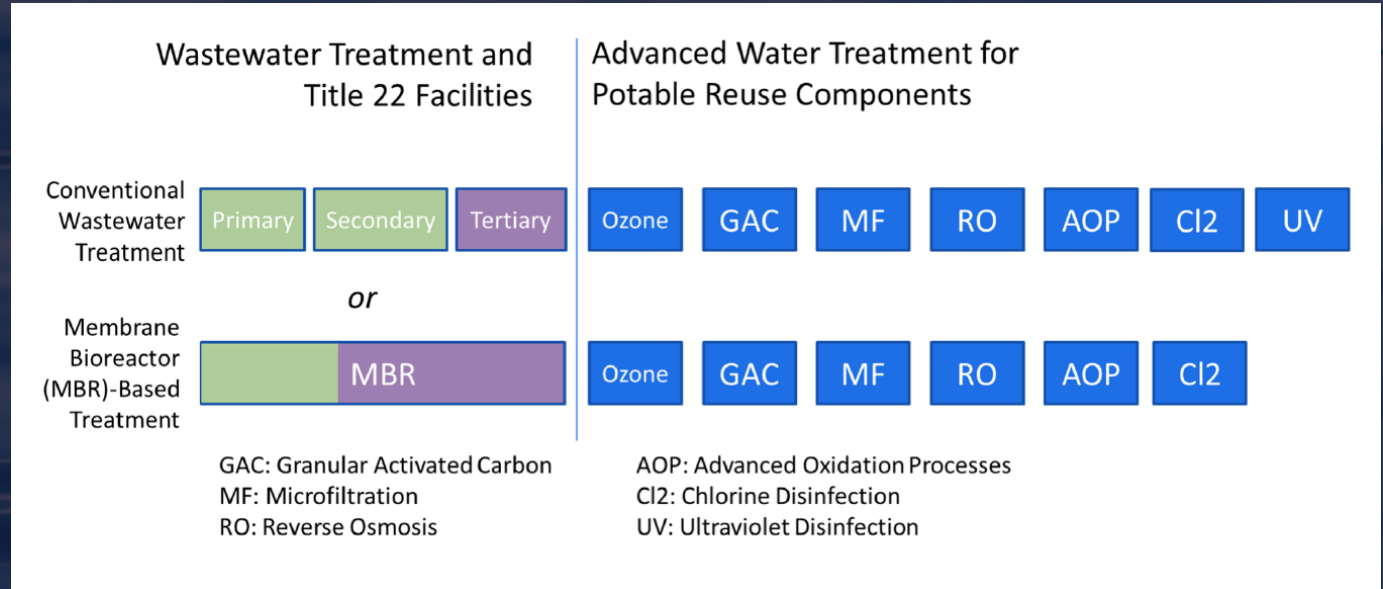 Wastewater Treatment and
Title 22 Facilities
Advanced Water Treatment for
Potable Reuse Components
Conventional
Wastewater
Treatment
Primary
Secondary
Tertiary
Ozone
GAC
MF
RO
AOP
Cl2
UV
or
Membrane
Bioreactor
(MBR)-Based
Treatment
MBR
Ozone
GAC
MF
RO
AOP
Cl2
GAC: Granular Activated Carbon
MF: Microfiltration
RO: Reverse Osmosis
AOP: Advanced Oxidation Processes
Cl2: Chlorine Disinfection
UV: Ultraviolet Disinfection